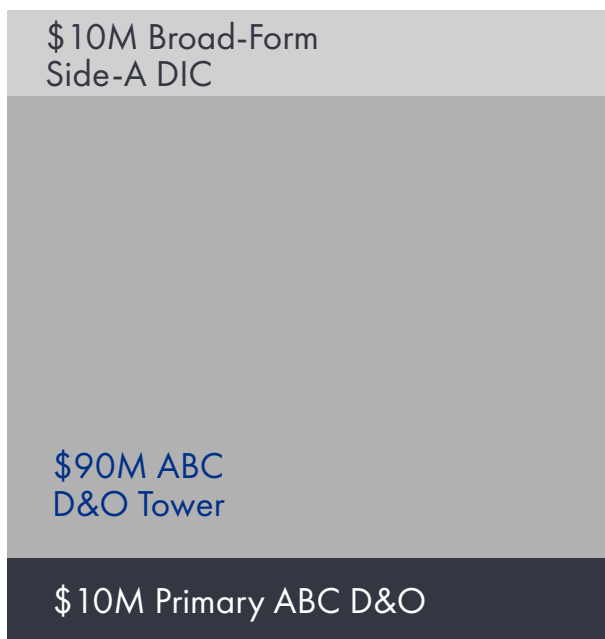 $10M Broad-Form
Side-A DIC
$90M ABC
D&O Tower
$10M Primary ABC D&O